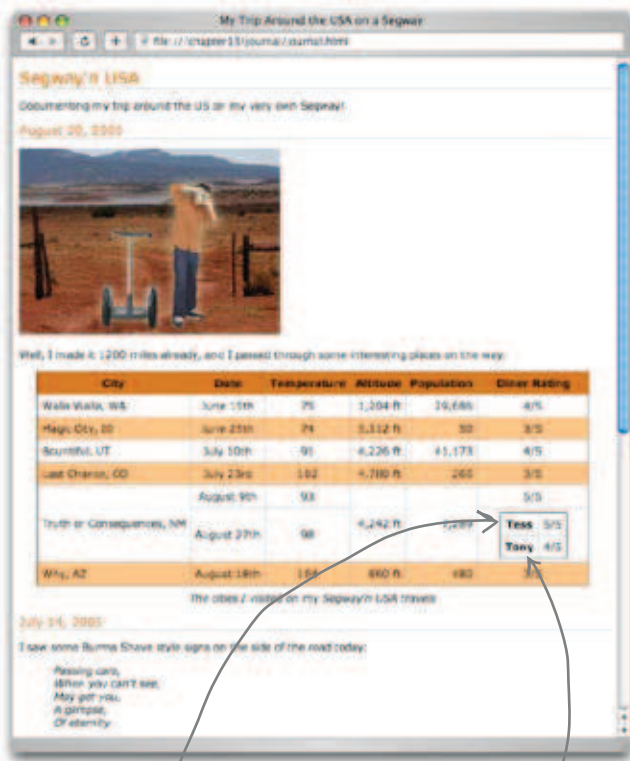 My Trip Around the USA on a Segway
Segway'n USA
Documenting my trip around the US on my very own Segway!
August 20, 2005
Well, I made it 1200 miles already, and I passed through some interesting places on the way:
City Date Temperature Altitude Population Diner Rating
Walla Walla, WA June 15th 75 1,204 ft 29,686 4/5
Magic City, ID June 25th 74 5,312 ft 50 3/5
Bountiful, UT July 10th 91 4,226 ft 41,173 4/5
Last Chance, CO July 23rd 102 4,780 ft 265 3/5
August 9th 93 5/5
Truth or Consequences, NM August 27th 98 4,242 ft Tess 5/5
Tony 4/5
Why, AZ August 18th 104 860 ft 480 3/5
The cities I visited on my Segway'n USA travels
July 14, 2005
I saw some Burma Shave style signs on the side of the road today:
Passing cars,
When you can't see,
May get you,
A glimpse,
Of eternity.